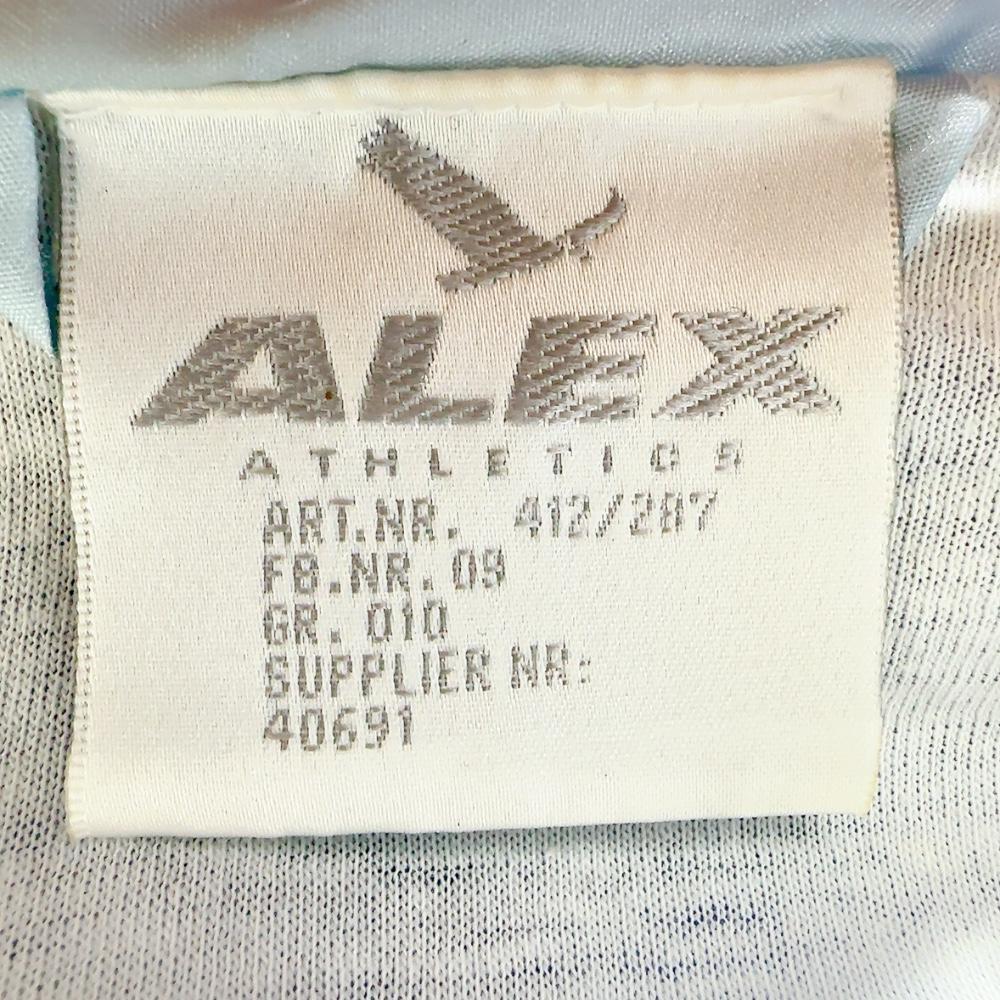 ALEX
ATHLETICS
ART.NR. 412/287
FB.NR. 09
GR. 010
SUPPLIER NR:
40691